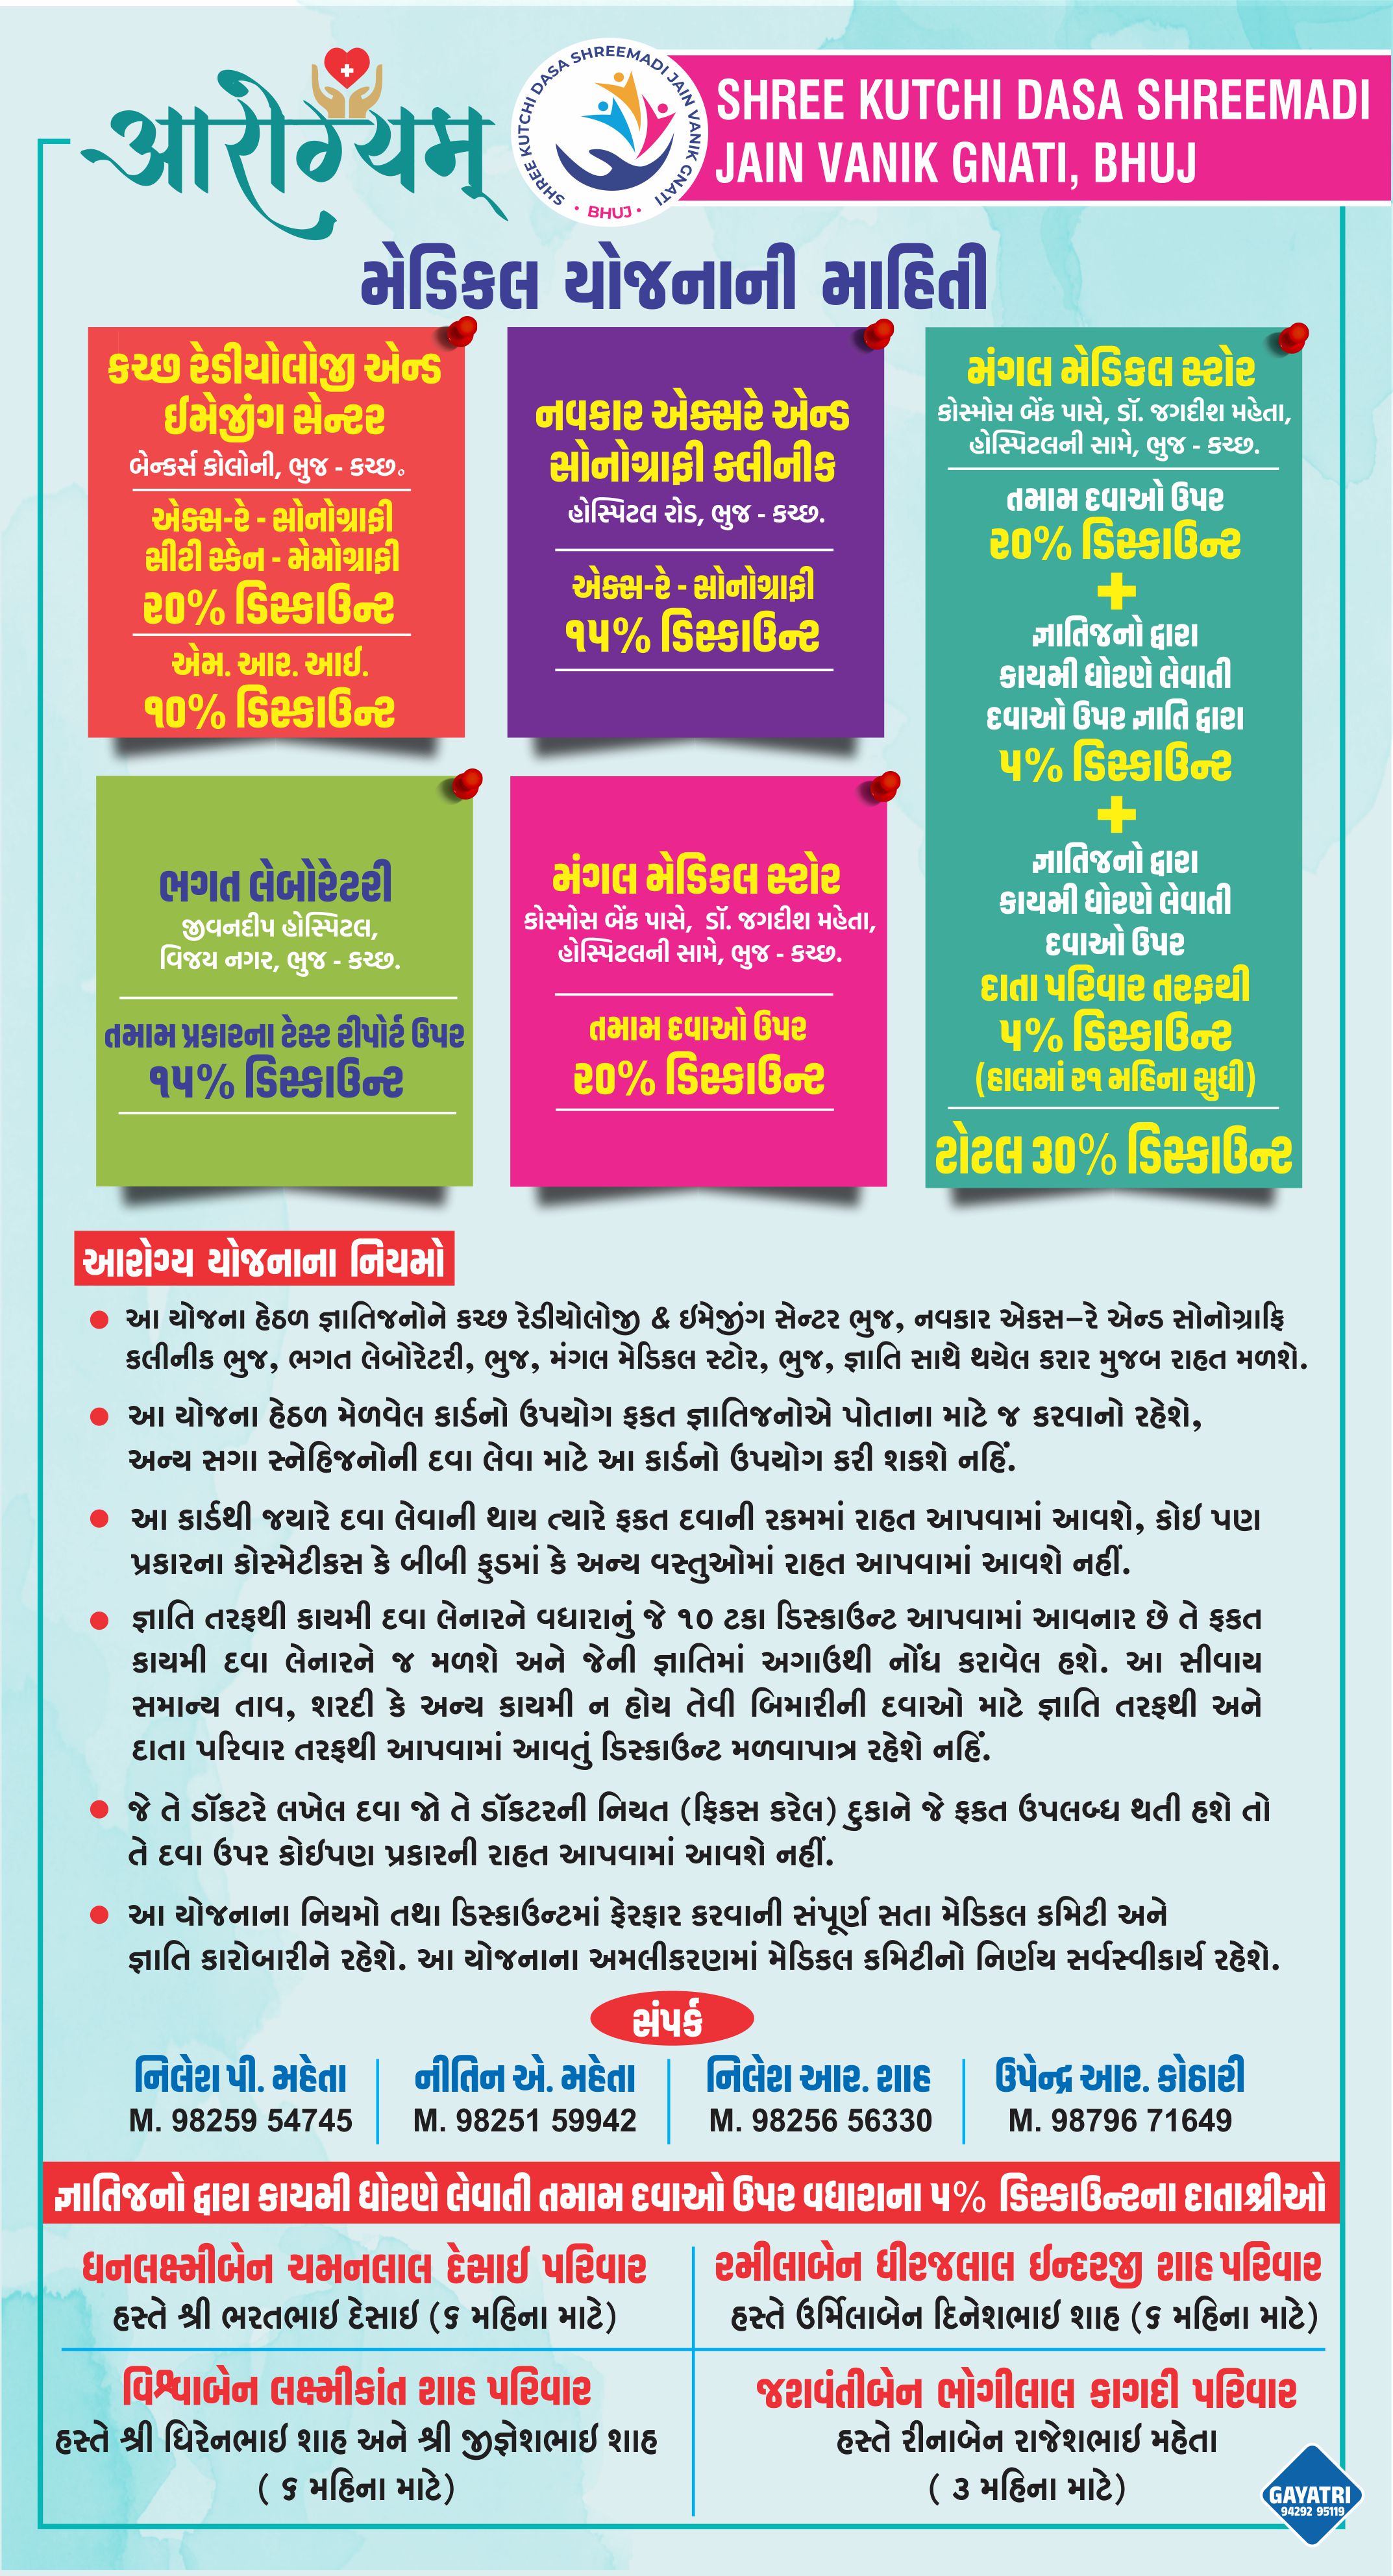 आरोग्यम्
SHREE KUTCHI DASA SHREEMADI JAIN VANIK GNATI
• BHUJ •
SHREE KUTCHI DASA SHREEMADI
JAIN VANIK GNATI, BHUJ
મેડિકલ યોજનાની માહિતી
કચ્છ રેડીયોલોજી એન્ડ
ઈમેજીંગ સેન્ટર
બેન્કર્સ કોલોની, ભુજ - કચ્છ.
એક્સ-રે - સોનોગ્રાફી
સીટી સ્કેન - મેમોગ્રાફી
૨૦% ડિસ્કાઉન્ટ
એમ. આર. આઈ.
૧૦% ડિસ્કાઉન્ટ
નવકાર એક્સરે એન્ડ
સોનોગ્રાફી ક્લીનીક
હોસ્પિટલ રોડ, ભુજ - કચ્છ.
એક્સ-રે - સોનોગ્રાફી
૧૫% ડિસ્કાઉન્ટ
મંગલ મેડિકલ સ્ટોર
કોસ્મોસ બેંક પાસે, ડૉ. જગદીશ મહેતા,
હોસ્પિટલની સામે, ભુજ - કચ્છ.
તમામ દવાઓ ઉપર
૨૦% ડિસ્કાઉન્ટ
+
જ્ઞાતિજનો દ્વારા
કાયમી ધોરણે લેવાતી
દવાઓ ઉપર જ્ઞાતિ દ્વારા
૫% ડિસ્કાઉન્ટ
+
જ્ઞાતિજનો દ્વારા
કાયમી ધોરણે લેવાતી
દવાઓ ઉપર
દાતા પરિવાર તરફથી
૫% ડિસ્કાઉન્ટ
(હાલમાં ૨૧ મહિના સુધી)
ટોટલ ૩૦% ડિસ્કાઉન્ટ
ભગત લેબોરેટરી
જીવનદીપ હોસ્પિટલ,
વિજય નગર, ભુજ - કચ્છ.
તમામ પ્રકારના ટેસ્ટ રીપોર્ટ ઉપર
૧૫% ડિસ્કાઉન્ટ
મંગલ મેડિકલ સ્ટોર
કોસ્મોસ બેંક પાસે, ડૉ. જગદીશ મહેતા,
હોસ્પિટલની સામે, ભુજ - કચ્છ.
તમામ દવાઓ ઉપર
૨૦% ડિસ્કાઉન્ટ
આરોગ્ય યોજનાના નિયમો
● આ યોજના હેઠળ જ્ઞાતિજનોને કચ્છ રેડીયોલોજી & ઈમેજીંગ સેન્ટર ભુજ, નવકાર એકસ–રે એન્ડ સોનોગ્રાફિ
કલીનીક ભુજ, ભગત લેબોરેટરી, ભુજ, મંગલ મેડિકલ સ્ટોર, ભુજ, જ્ઞાતિ સાથે થયેલ કરાર મુજબ રાહત મળશે.
● આ યોજના હેઠળ મેળવેલ કાર્ડનો ઉપયોગ ફકત જ્ઞાતિજનોએ પોતાના માટે જ કરવાનો રહેશે,
અન્ય સગા સ્નેહિજનોની દવા લેવા માટે આ કાર્ડનો ઉપયોગ કરી શકશે નહિં.
● આ કાર્ડથી જયારે દવા લેવાની થાય ત્યારે ફકત દવાની રકમમાં રાહત આપવામાં આવશે, કોઈ પણ
પ્રકારના કોસ્મેટીકસ કે બીબી ફુડમાં કે અન્ય વસ્તુઓમાં રાહત આપવામાં આવશે નહીં.
● જ્ઞાતિ તરફથી કાયમી દવા લેનારને વધારાનું જે ૧૦ ટકા ડિસ્કાઉન્ટ આપવામાં આવનાર છે તે ફકત
કાયમી દવા લેનારને જ મળશે અને જેની જ્ઞાતિમાં અગાઉથી નોંધ કરાવેલ હશે. આ સીવાય
સમાન્ય તાવ, શરદી કે અન્ય કાયમી ન હોય તેવી બિમારીની દવાઓ માટે જ્ઞાતિ તરફથી અને
દાતા પરિવાર તરફથી આપવામાં આવતું ડિસ્કાઉન્ટ મળવાપાત્ર રહેશે નહિં.
● જે તે ડૉકટરે લખેલ દવા જો તે ડૉકટરની નિયત (ફિકસ કરેલ) દુકાને જે ફકત ઉપલબ્ધ થતી હશે તો
તે દવા ઉપર કોઈપણ પ્રકારની રાહત આપવામાં આવશે નહીં.
● આ યોજનાના નિયમો તથા ડિસ્કાઉન્ટમાં ફેરફાર કરવાની સંપૂર્ણ સતા મેડિકલ કમિટી અને
જ્ઞાતિ કારોબારીને રહેશે. આ યોજનાના અમલીકરણમાં મેડિકલ કમિટીનો નિર્ણય સર્વસ્વીકાર્ય રહેશે.
સંપર્ક
નિલેશ પી. મહેતા
M. 98259 54745
નીતિન એ. મહેતા
M. 98251 59942
નિલેશ આર. શાહ
M. 98256 56330
ઉપેન્દ્ર આર. કોઠારી
M. 98796 71649
જ્ઞાતિજનો દ્વારા કાયમી ધોરણે લેવાતી તમામ દવાઓ ઉપર વધારાના ૫% ડિસ્કાઉન્ટના દાતાશ્રીઓ
ધનલક્ષ્મીબેન ચમનલાલ દેસાઈ પરિવાર
હસ્તે શ્રી ભરતભાઈ દેસાઈ (૬ મહિના માટે)
રમીલાબેન ધીરજલાલ ઈન્દરજી શાહ પરિવાર
હસ્તે ઉર્મિલાબેન દિનેશભાઈ શાહ (૬ મહિના માટે)
વિશ્વાબેન લક્ષ્મીકાંત શાહ પરિવાર
હસ્તે શ્રી ધિરેનભાઈ શાહ અને શ્રી જીજ્ઞેશભાઈ શાહ
( ૬ મહિના માટે)
જશવંતીબેન ભોગીલાલ કાગદી પરિવાર
હસ્તે રીનાબેન રાજેશભાઈ મહેતા
( ૩ મહિના માટે)
GAYATRI
94292 95119